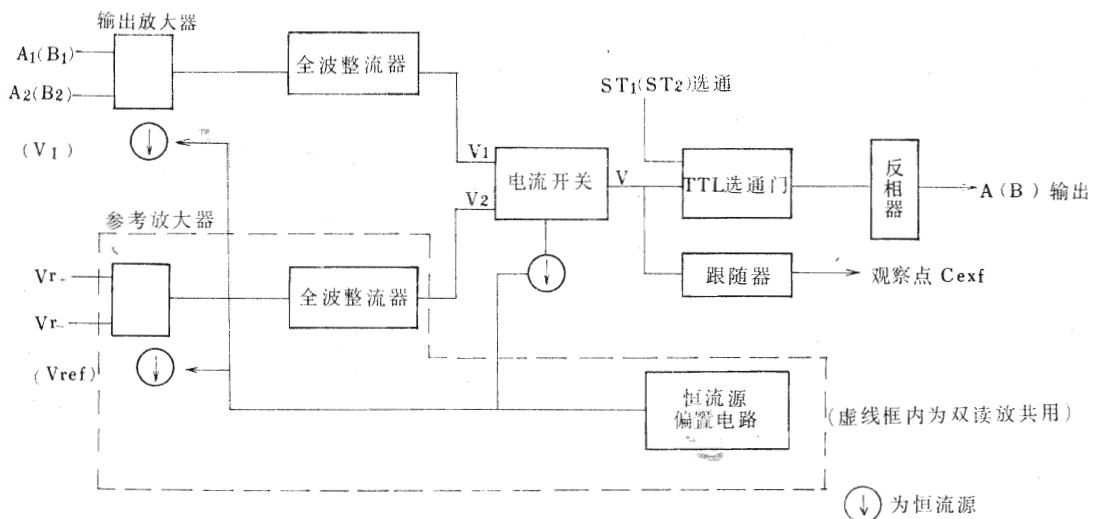 输出放大器
A1(B1)
A2(B2)
(VI)
全波整流器
ST1(ST2)选通
V1
V2
电流开关
V
TTL选通门
反相器
A(B)输出
参考放大器
Vr-
Vr-
(Vref)
全波整流器
跟随器
观察点 Cexf
恒流源
偏置电路
(虚线框内为双读放共用)
为恒流源